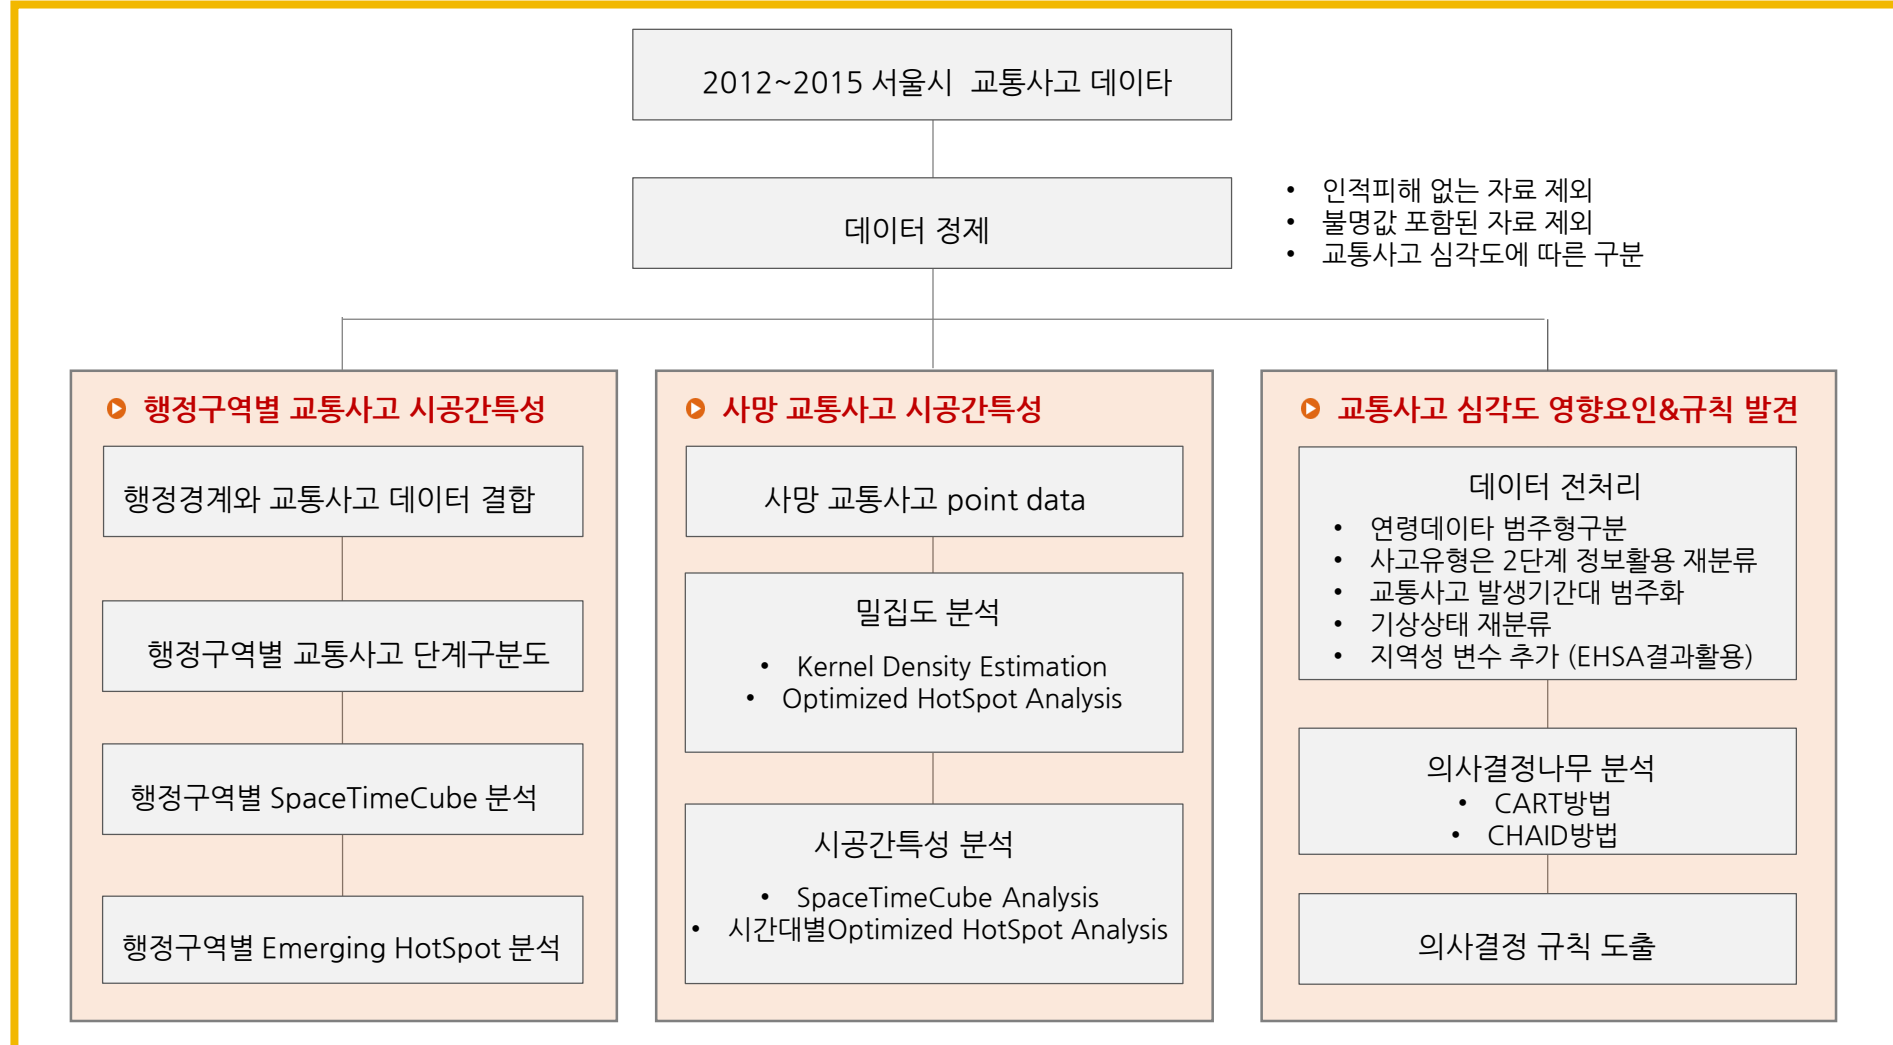 2012~2015 서울시 교통사고 데이타
데이터 정제
• 인적피해 없는 자료 제외
• 불명값 포함된 자료 제외
• 교통사고 심각도에 따른 구분
행정구역별 교통사고 시공간특성
행정경계와 교통사고 데이터 결합
행정구역별 교통사고 단계구분도
행정구역별 SpaceTimeCube 분석
행정구역별 Emerging HotSpot 분석
사망 교통사고 시공간특성
사망 교통사고 point data
밀집도 분석
• Kernel Density Estimation
• Optimized HotSpot Analysis
시공간특성 분석
• SpaceTimeCube Analysis
• 시간대별Optimized HotSpot Analysis
교통사고 심각도 영향요인&규칙 발견
데이터 전처리
• 연령데이타 범주형구분
• 사고유형은 2단계 정보활용 재분류
• 교통사고 발생기간대 범주화
• 기상상태 재분류
• 지역성 변수 추가 (EHSA결과활용)
의사결정나무 분석
• CART방법
• CHAID방법
의사결정 규칙 도출